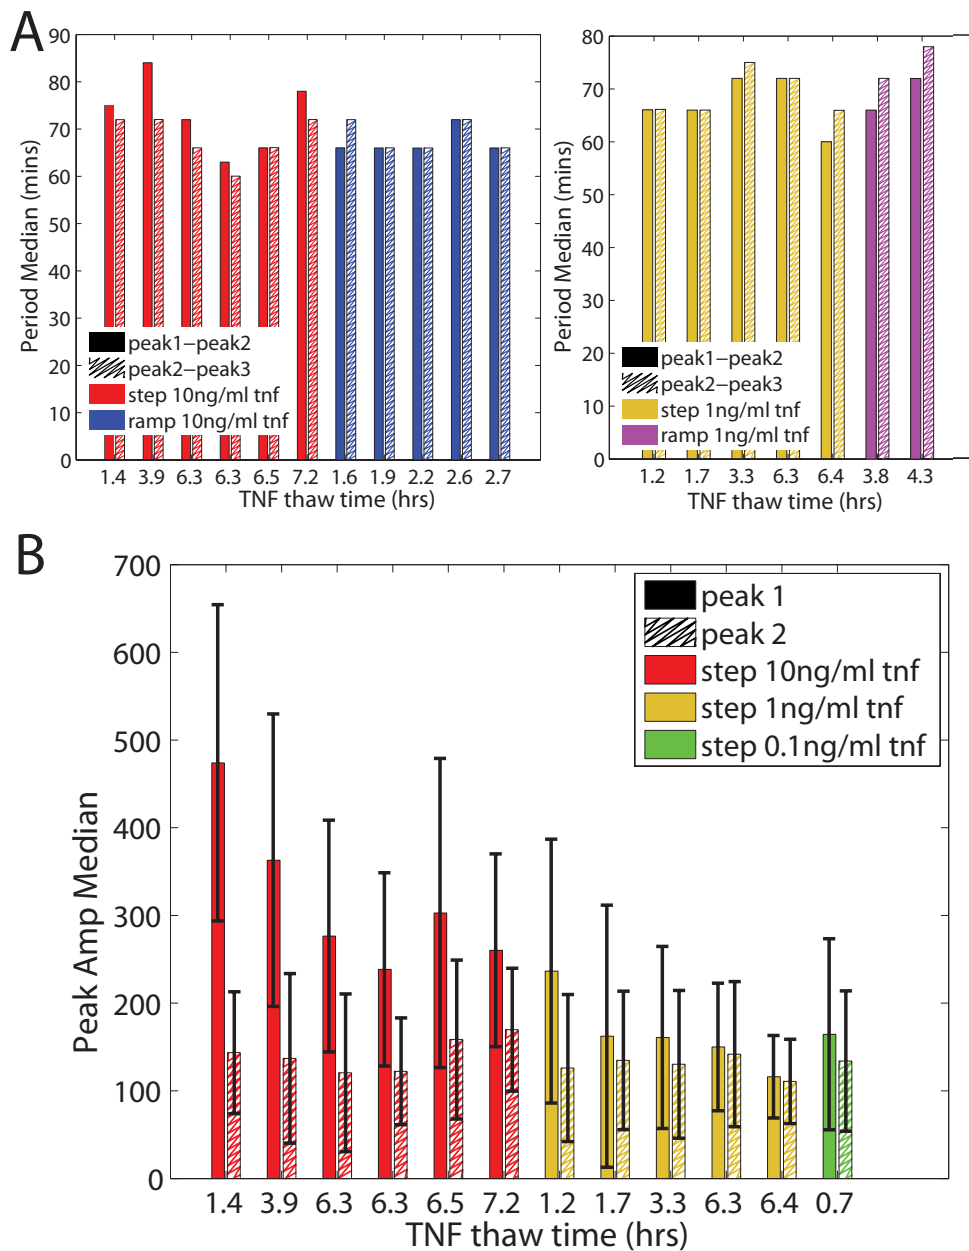 A
90
80
70
60
50
40
30
20
10
0
Period Median (mins)
peak1−peak2
peak2−peak3
step 10ng/ml tnf
ramp 10ng/ml tnf
1.4 3.9 6.3 6.3 6.5 7.2 1.6 1.9 2.2 2.6 2.7
TNF thaw time (hrs)
80
70
60
50
40
30
20
10
0
Period Median (mins)
peak1−peak2
peak2−peak3
step 1ng/ml tnf
ramp 1ng/ml tnf
1.2 1.7 3.3 6.3 6.4 3.8 4.3
TNF thaw time (hrs)
B
700
600
500
400
300
200
100
0
Peak Amp Median
peak 1
peak 2
step 10ng/ml tnf
step 1ng/ml tnf
step 0.1ng/ml tnf
1.4 3.9 6.3 6.3 6.5 7.2 1.2 1.7 3.3 6.3 6.4 0.7
TNF thaw time (hrs)